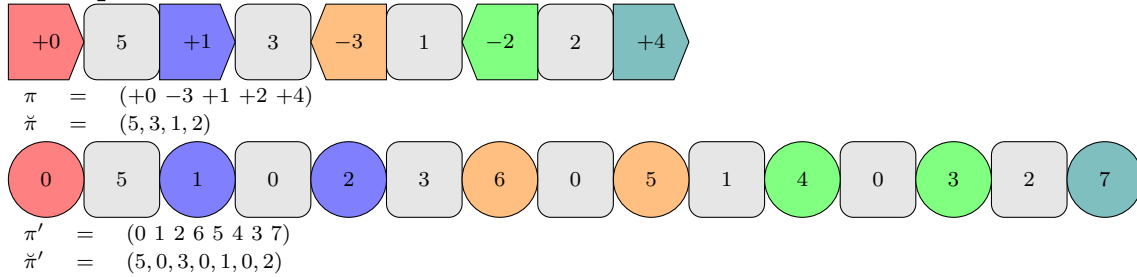 +0 5 +1 3 −3 1 −2 2 +4
π = (+0 −3 +1 +2 +4)
π̆ = (5, 3, 1, 2)
0 5 1 0 2 3 6 0 5 1 4 0 3 2 7
π′ = (0 1 2 6 5 4 3 7)
π̆′ = (5, 0, 3, 0, 1, 0, 2)